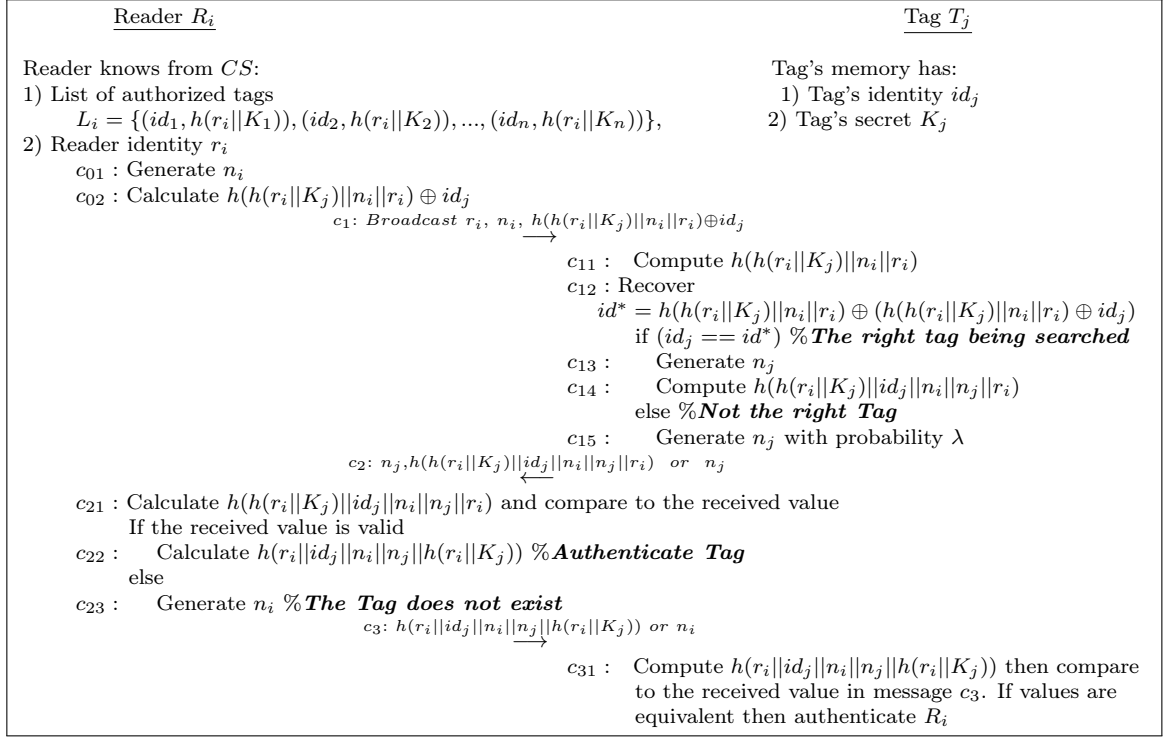 Reader R_i Tag T_j
Reader knows from CS: Tag's memory has:
1) List of authorized tags 1) Tag's identity id_j
L_i = {(id_1, h(r_i||K_1)), (id_2, h(r_i||K_2)), ..., (id_n, h(r_i||K_n))}, 2) Tag's secret K_j
2) Reader identity r_i
c_01 : Generate n_i
c_02 : Calculate h(h(r_i||K_j)||n_i||r_i) ⊕ id_j
c_1: Broadcast r_i, n_i, h(h(r_i||K_j)||n_i||r_i)⊕id_j
⟶
c_11 : Compute h(h(r_i||K_j)||n_i||r_i)
c_12 : Recover
id* = h(h(r_i||K_j)||n_i||r_i) ⊕ (h(h(r_i||K_j)||n_i||r_i) ⊕ id_j)
if (id_j == id*) %The right tag being searched
c_13 : Generate n_j
c_14 : Compute h(h(r_i||K_j)||id_j||n_i||n_j||r_i)
else %Not the right Tag
c_15 : Generate n_j with probability λ
c_2: n_j,h(h(r_i||K_j)||id_j||n_i||n_j||r_i) or n_j
⟵
c_21 : Calculate h(h(r_i||K_j)||id_j||n_i||n_j||r_i) and compare to the received value
If the received value is valid
c_22 : Calculate h(r_i||id_j||n_i||n_j||h(r_i||K_j)) %Authenticate Tag
else
c_23 : Generate n_i %The Tag does not exist
c_3: h(r_i||id_j||n_i||n_j||h(r_i||K_j)) or n_i
⟶
c_31 : Compute h(r_i||id_j||n_i||n_j||h(r_i||K_j)) then compare
to the received value in message c_3. If values are
equivalent then authenticate R_i